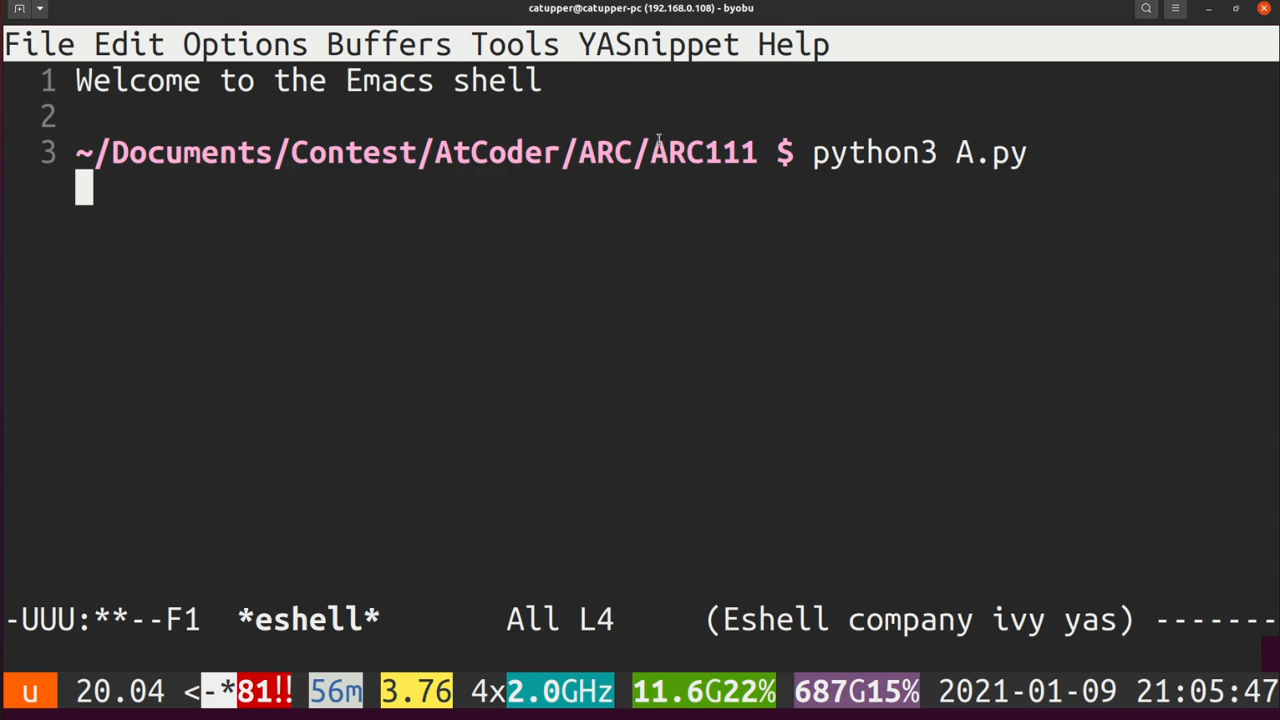 catupper@catupper-pc (192.168.0.108) - byobu
File Edit Options Buffers Tools YASnippet Help
1 Welcome to the Emacs shell
2
3 ~/Documents/Contest/AtCoder/ARC/ARC111 $ python3 A.py
-UUU:**--F1 *eshell* All L4 (Eshell company ivy yas) -------
u 20.04 <-*81!! 56m 3.76 4x2.0GHz 11.6G22% 687G15% 2021-01-09 21:05:47